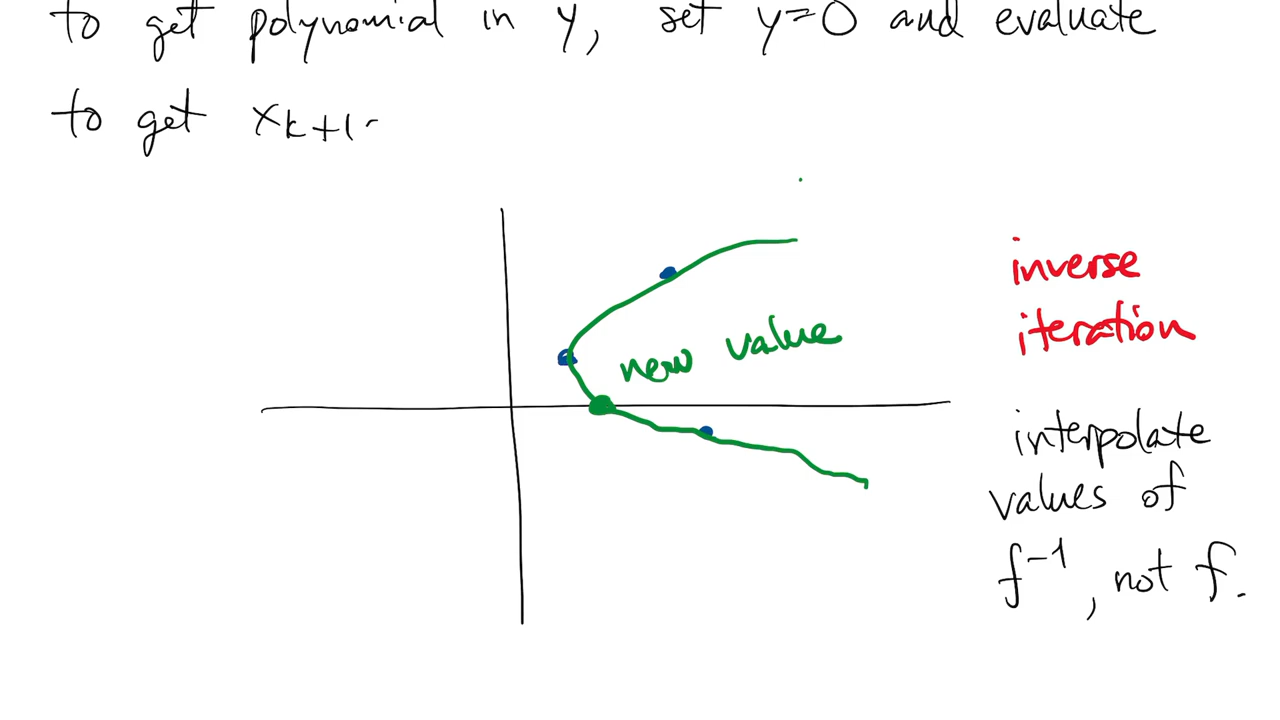 to get polynomial in y, set y=0 and evaluate
to get xₖ₊₁.
new value
inverse
iteration
interpolate
values of
f⁻¹, not f.